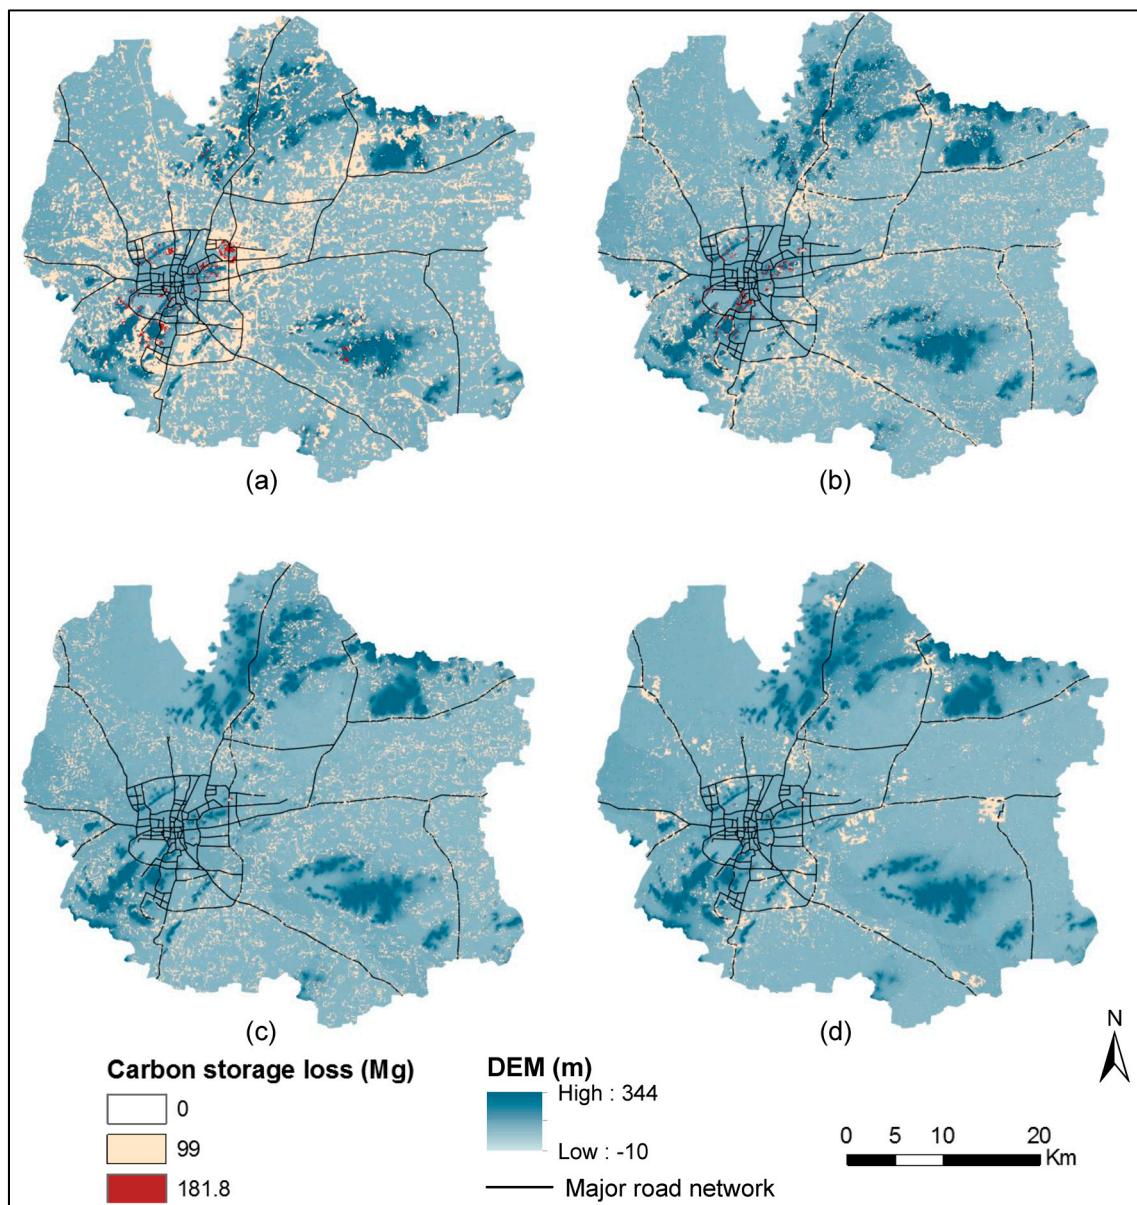 (a)
(b)
(c)
(d)
N
Carbon storage loss (Mg)
0
99
181.8
DEM (m)
High : 344
Low : -10
Major road network
0 5 10 20
Km